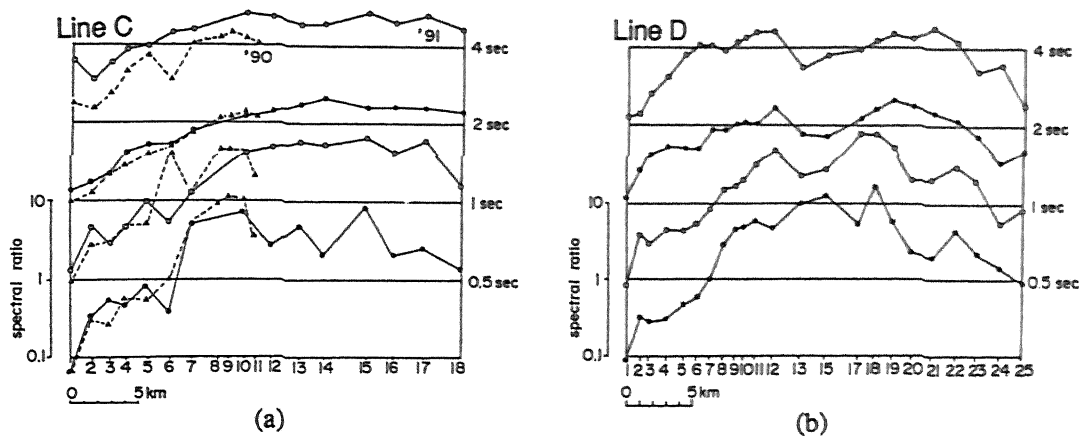 Line C
'91
4 sec
'90
2 sec
10
1 sec
spectral ratio
1
0.5 sec
0.1
1 2 3 4 5 6 7 8 9 10 11 12 13 14 15 16 17 18
0 5 km
(a)
Line D
4 sec
2 sec
10
1 sec
spectral ratio
1
0.5 sec
0.1
1 2 3 4 5 6 7 8 9 10 11 12 13 15 17 18 19 20 21 22 23 24 25
0 5 km
(b)